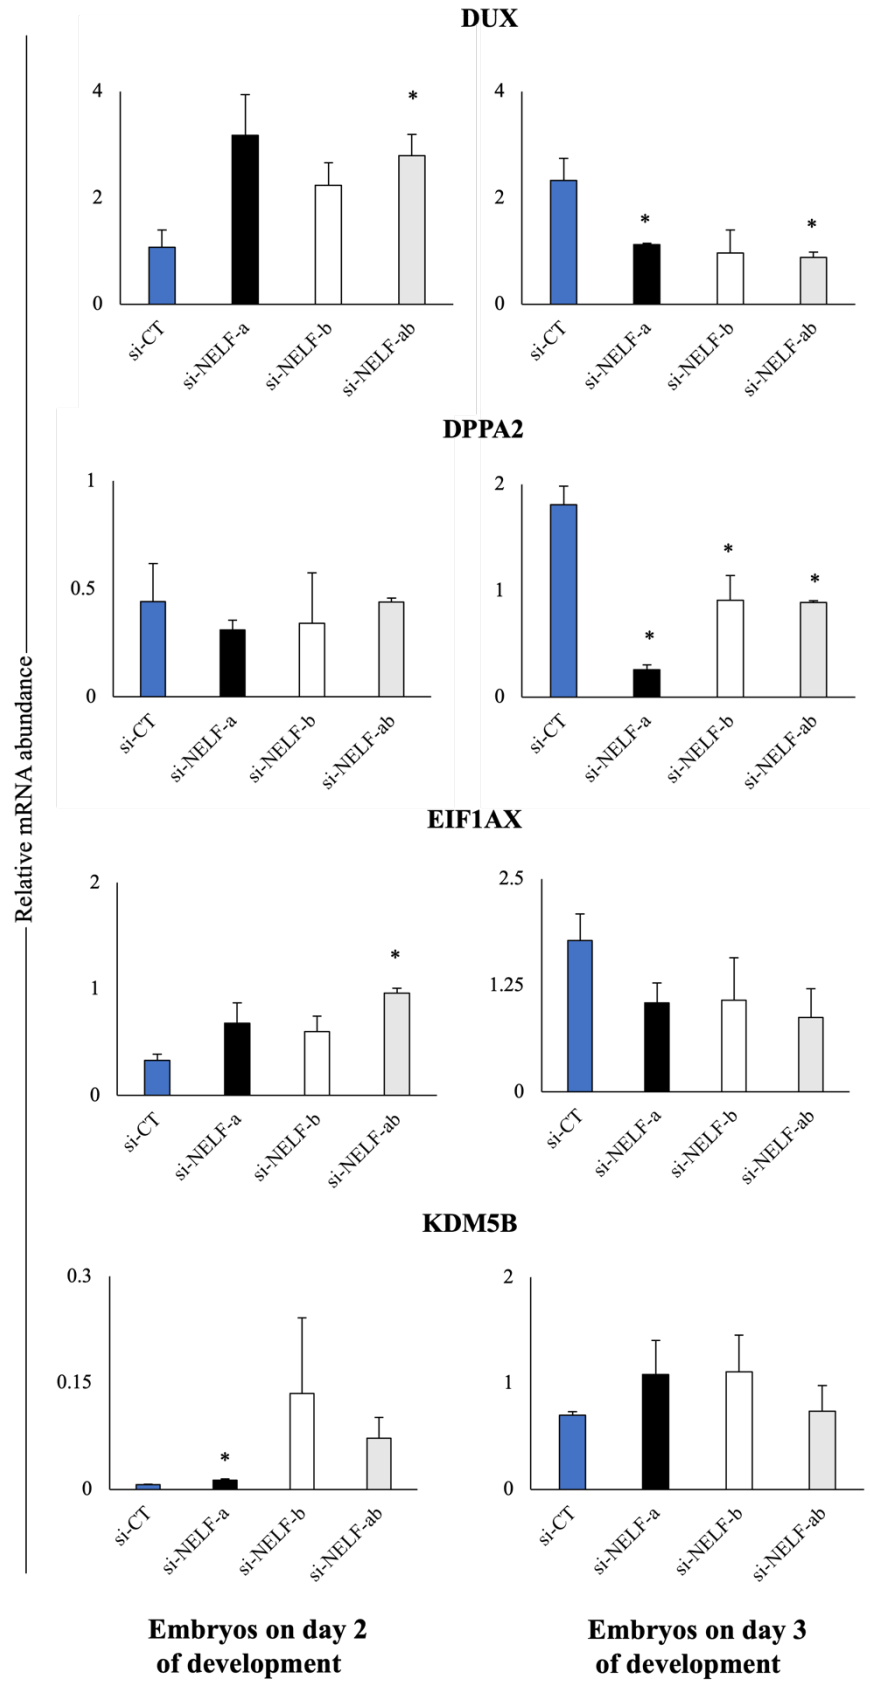 DUX
4
2
0
si-CT
si-NELF-a
si-NELF-b
si-NELF-ab
*
4
2
0
si-CT
si-NELF-a
si-NELF-b
si-NELF-ab
*
*
DPPA2
1
0.5
0
si-CT
si-NELF-a
si-NELF-b
si-NELF-ab
2
1
0
si-CT
si-NELF-a
si-NELF-b
si-NELF-ab
*
*
*
Relative mRNA abundance
EIF1AX
2
1
0
si-CT
si-NELF-a
si-NELF-b
si-NELF-ab
*
2.5
1.25
0
si-CT
si-NELF-a
si-NELF-b
si-NELF-ab
KDM5B
0.3
0.15
0
si-CT
si-NELF-a
si-NELF-b
si-NELF-ab
*
2
1
0
si-CT
si-NELF-a
si-NELF-b
si-NELF-ab
Embryos on day 2
of development
Embryos on day 3
of development